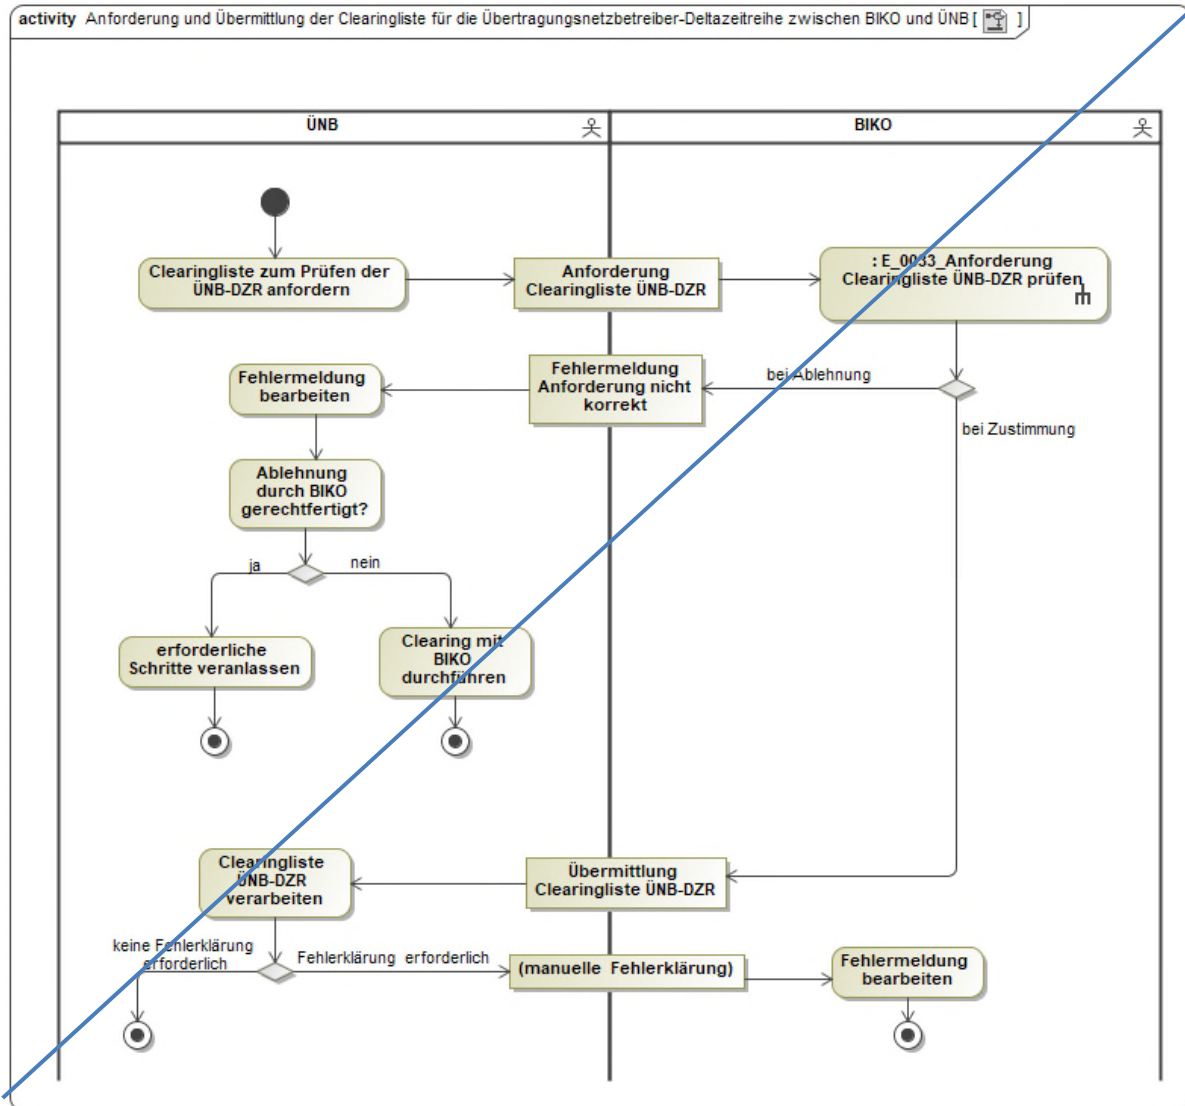 activity Anforderung und Übermittlung der Clearingliste für die Übertragungsnetzbetreiber-Deltazeitreihe zwischen BIKO und ÜNB [ ]
ÜNB
BIKO
Clearingliste zum Prüfen der
ÜNB-DZR anfordern
Anforderung
Clearingliste ÜNB-DZR
: E_0033_Anforderung
Clearingliste ÜNB-DZR prüfen
Fehlermeldung
bearbeiten
Fehlermeldung
Anforderung nicht
korrekt
bei Ablehnung
bei Zustimmung
Ablehnung
durch BIKO
gerechtfertigt?
ja
nein
erforderliche
Schritte veranlassen
Clearing mit
BIKO
durchführen
Clearingliste
ÜNB-DZR
verarbeiten
Übermittlung
Clearingliste ÜNB-DZR
keine Fehlerklärung
erforderlich
Fehlerklärung erforderlich
(manuelle Fehlerklärung)
Fehlermeldung
bearbeiten